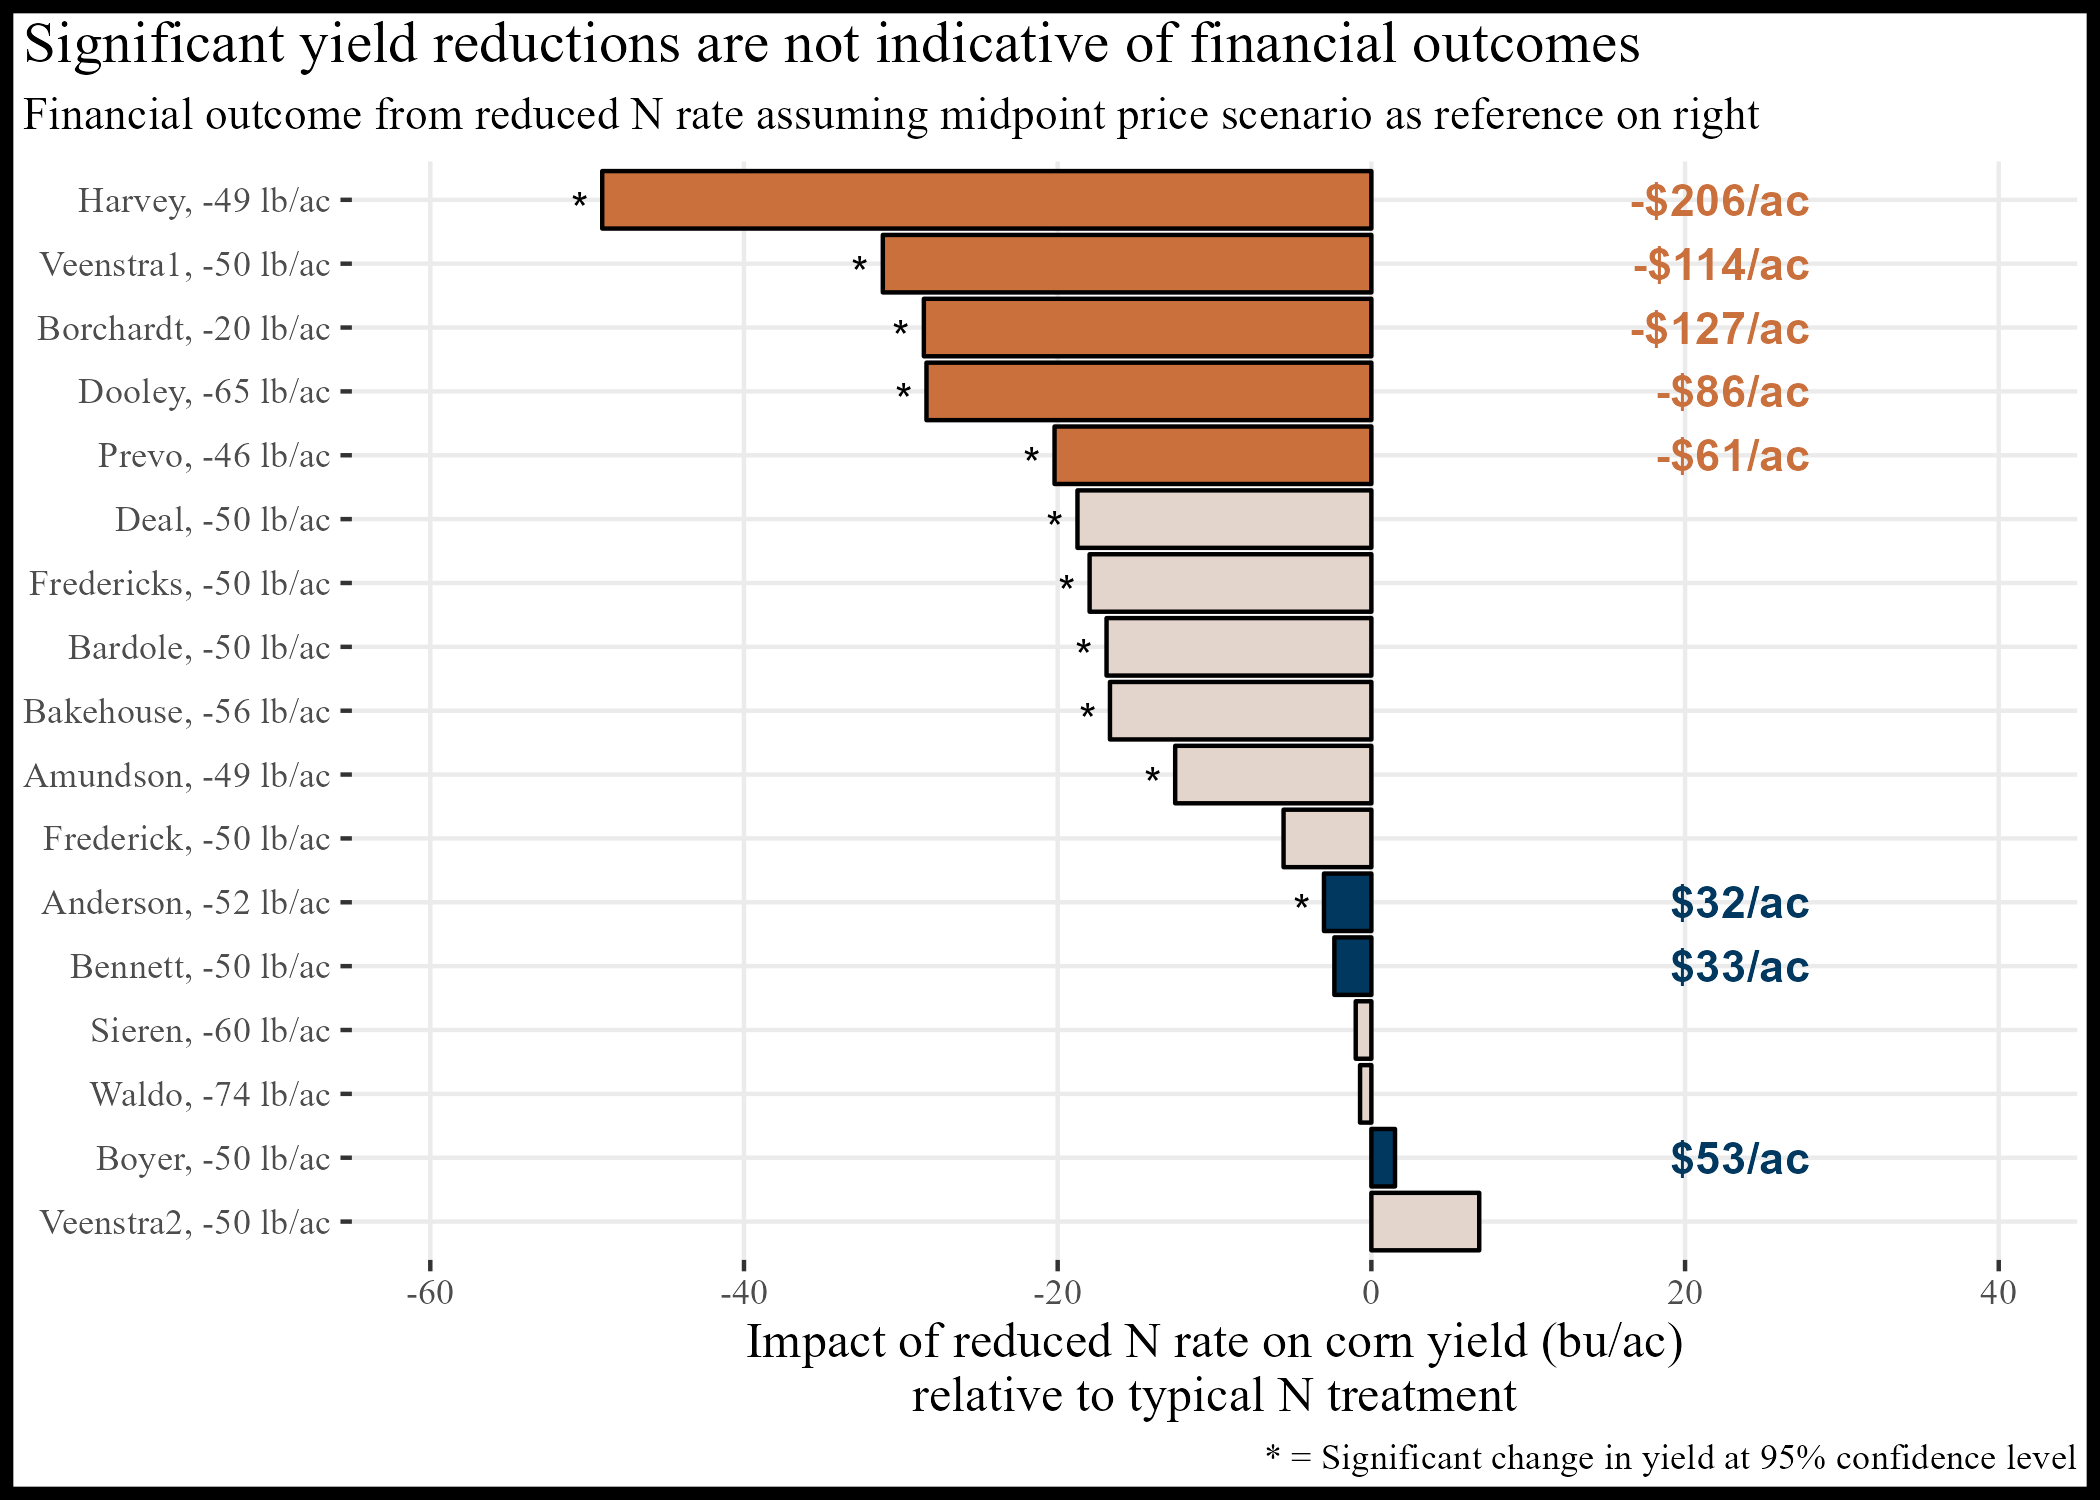 Significant yield reductions are not indicative of financial outcomes
Financial outcome from reduced N rate assuming midpoint price scenario as reference on right
Harvey, -49 lb/ac * -$206/ac
Veenstra1, -50 lb/ac * -$114/ac
Borchardt, -20 lb/ac * -$127/ac
Dooley, -65 lb/ac * -$86/ac
Prevo, -46 lb/ac * -$61/ac
Deal, -50 lb/ac *
Fredericks, -50 lb/ac *
Bardole, -50 lb/ac *
Bakehouse, -56 lb/ac *
Amundson, -49 lb/ac *
Frederick, -50 lb/ac
Anderson, -52 lb/ac * $32/ac
Bennett, -50 lb/ac $33/ac
Sieren, -60 lb/ac
Waldo, -74 lb/ac
Boyer, -50 lb/ac $53/ac
Veenstra2, -50 lb/ac
-60 -40 -20 0 20 40
Impact of reduced N rate on corn yield (bu/ac)
relative to typical N treatment
* = Significant change in yield at 95% confidence level